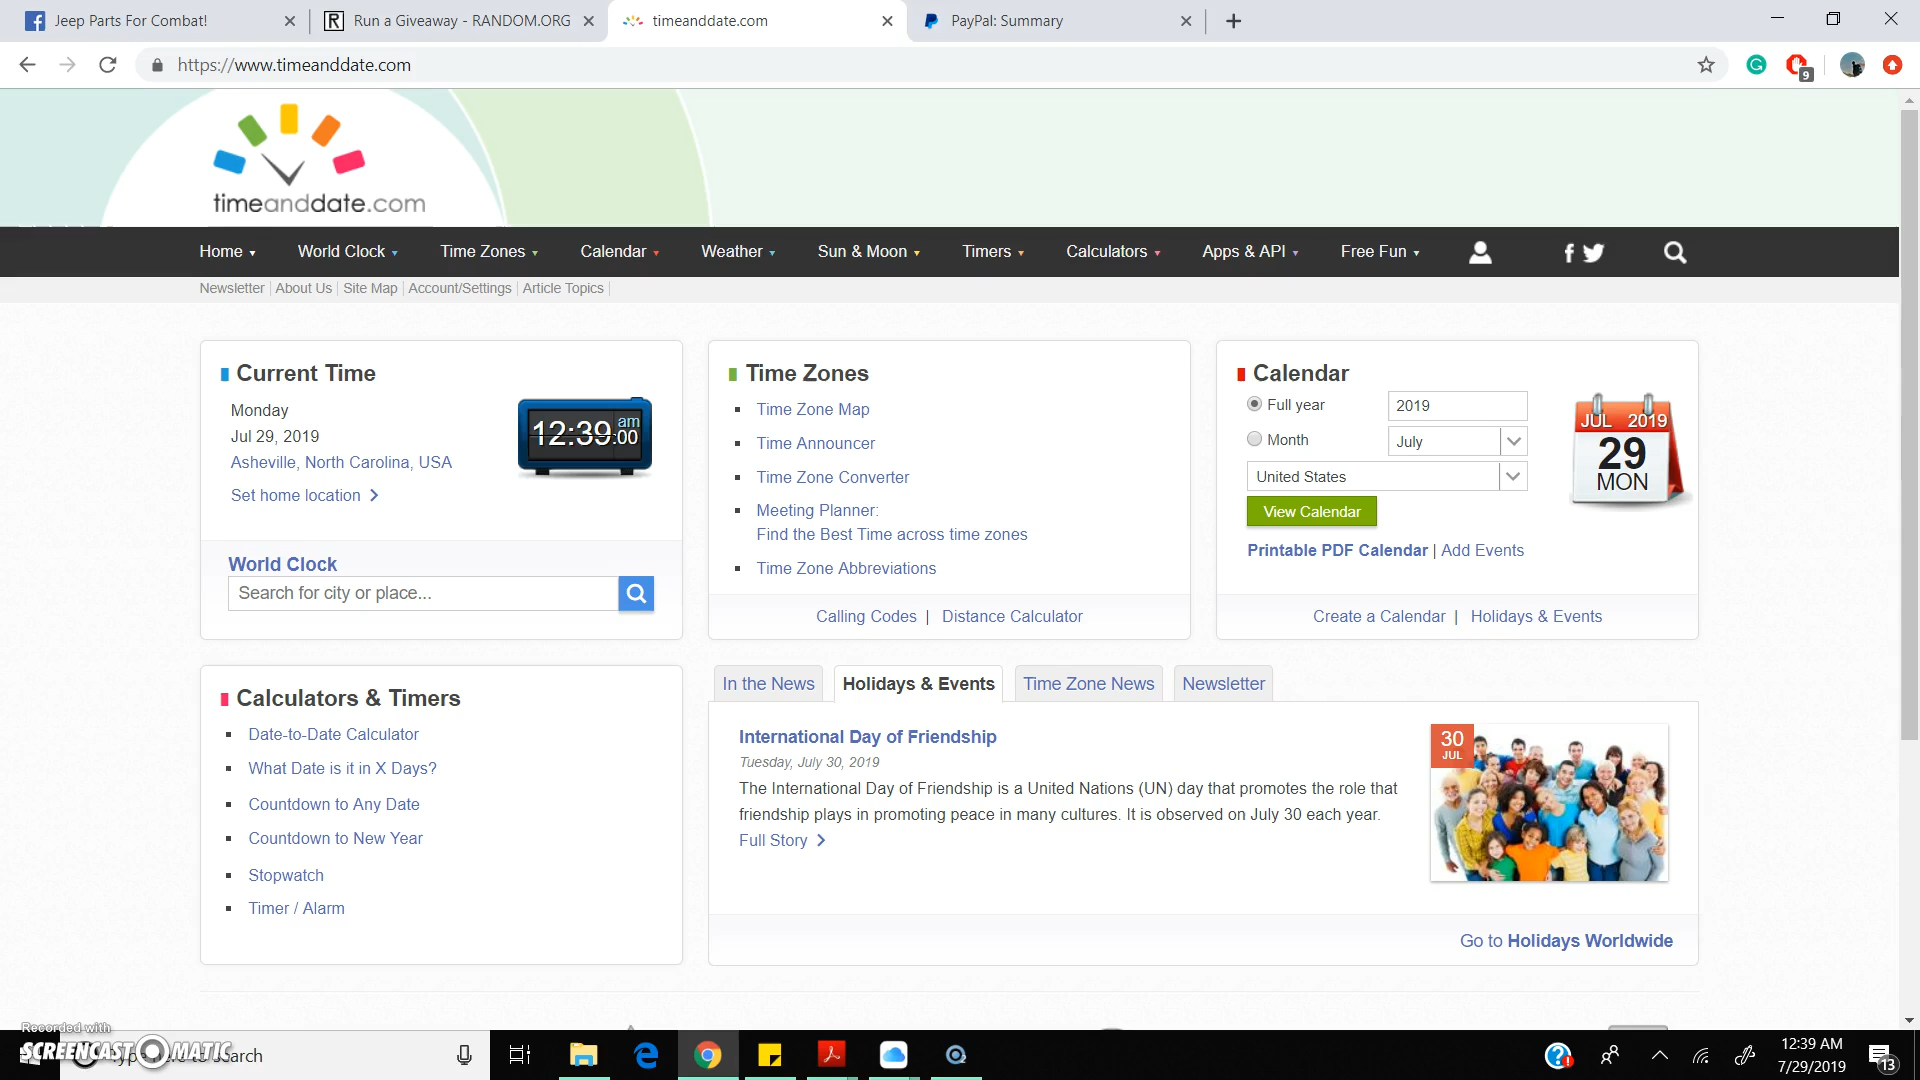 Jeep Parts For Combat!
Run a Giveaway - RANDOM.ORG
timeanddate.com
PayPal: Summary
https://www.timeanddate.com
9
timeanddate.com
Home World Clock Time Zones Calendar Weather Sun & Moon Timers Calculators Apps & API Free Fun
Newsletter | About Us | Site Map | Account/Settings | Article Topics |
Current Time
Monday
Jul 29, 2019
Asheville, North Carolina, USA
Set home location
12:39:00 am
World Clock
Search for city or place...
Time Zones
Time Zone Map
Time Announcer
Time Zone Converter
Meeting Planner:
Find the Best Time across time zones
Time Zone Abbreviations
Calling Codes | Distance Calculator
Calendar
Full year 2019
Month July
United States
View Calendar
JUL 2019
29
MON
Printable PDF Calendar | Add Events
Create a Calendar | Holidays & Events
Calculators & Timers
Date-to-Date Calculator
What Date is it in X Days?
Countdown to Any Date
Countdown to New Year
Stopwatch
Timer / Alarm
In the News Holidays & Events Time Zone News Newsletter
International Day of Friendship
Tuesday, July 30, 2019
The International Day of Friendship is a United Nations (UN) day that promotes the role that
friendship plays in promoting peace in many cultures. It is observed on July 30 each year.
Full Story
30
JUL
Go to Holidays Worldwide
Recorded with
SCREENCAST-O-MATIC
Type here to search
12:39 AM
7/29/2019
13